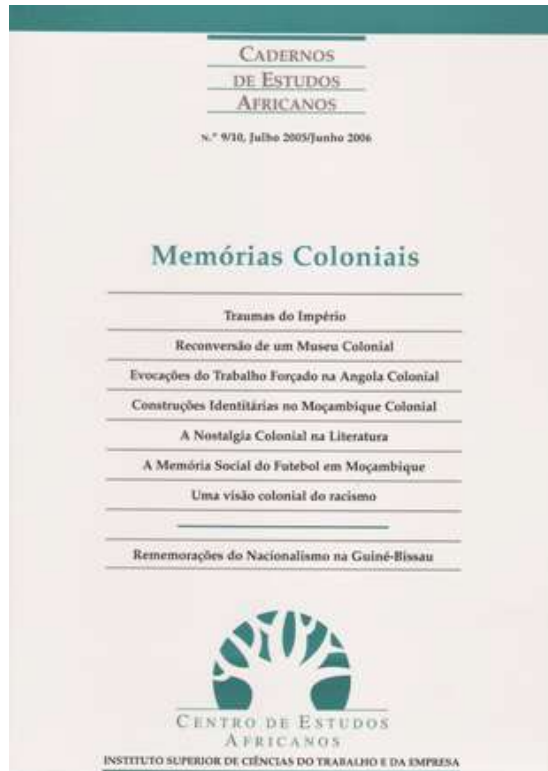 CADERNOS
DE ESTUDOS
AFRICANOS
N.º 9/10, Julho 2005/Junho 2006
Memórias Coloniais
Traumas do Império
Reconversão de um Museu Colonial
Evocações do Trabalho Forçado na Angola Colonial
Construções Identitárias no Moçambique Colonial
A Nostalgia Colonial na Literatura
A Memória Social do Futebol em Moçambique
Uma visão colonial do racismo
Rememorações do Nacionalismo na Guiné-Bissau
CENTRO DE ESTUDOS
AFRICANOS
INSTITUTO SUPERIOR DE CIÊNCIAS DO TRABALHO E DA EMPRESA